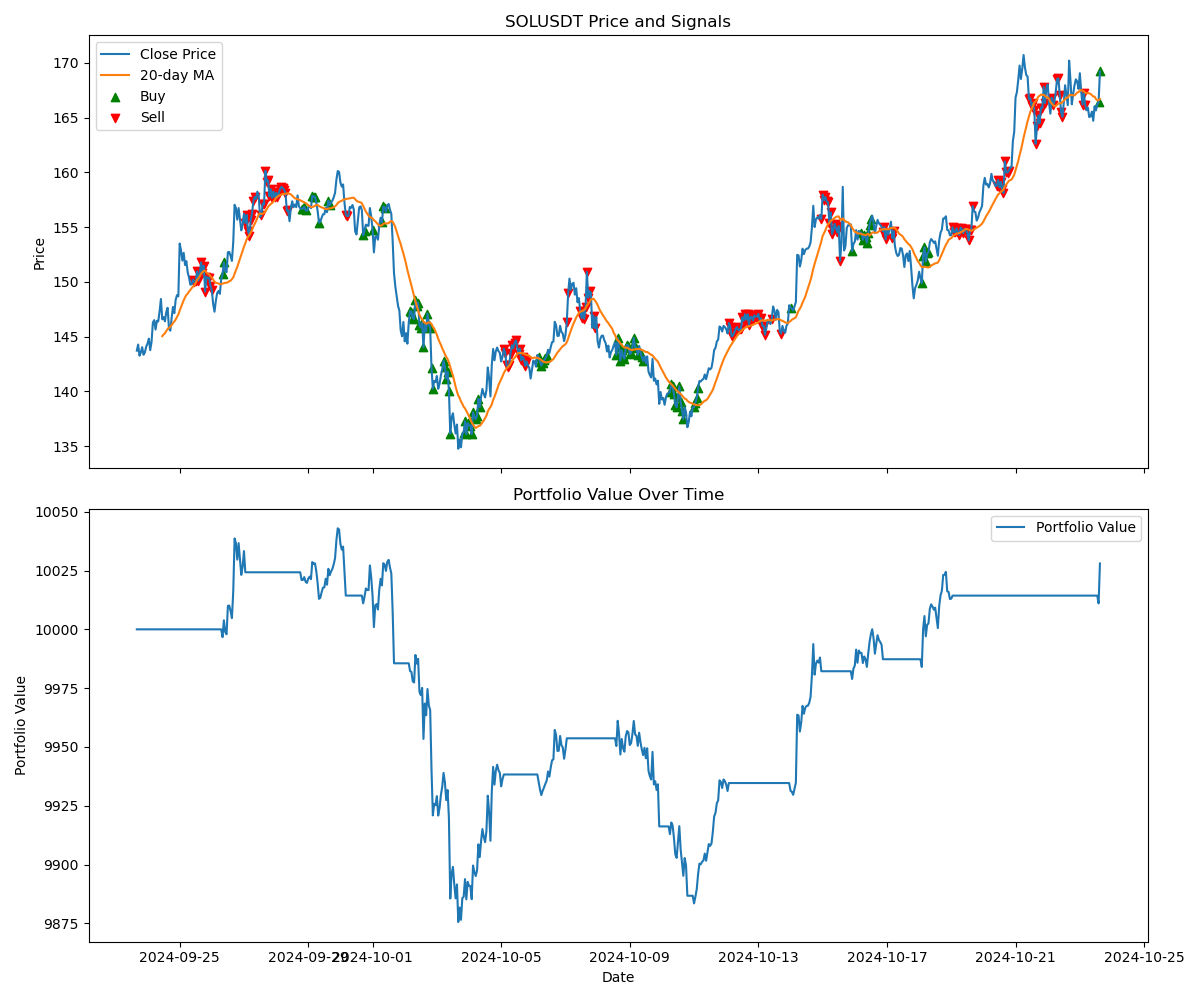 SOLUSDT Price and Signals
Close Price
20-day MA
Buy
Sell
Price
170
165
160
155
150
145
140
135
Portfolio Value Over Time
Portfolio Value
Portfolio Value
10050
10025
10000
9975
9950
9925
9900
9875
2024-09-25
2024-09-29
2024-10-01
2024-10-05
2024-10-09
2024-10-13
2024-10-17
2024-10-21
2024-10-25
Date